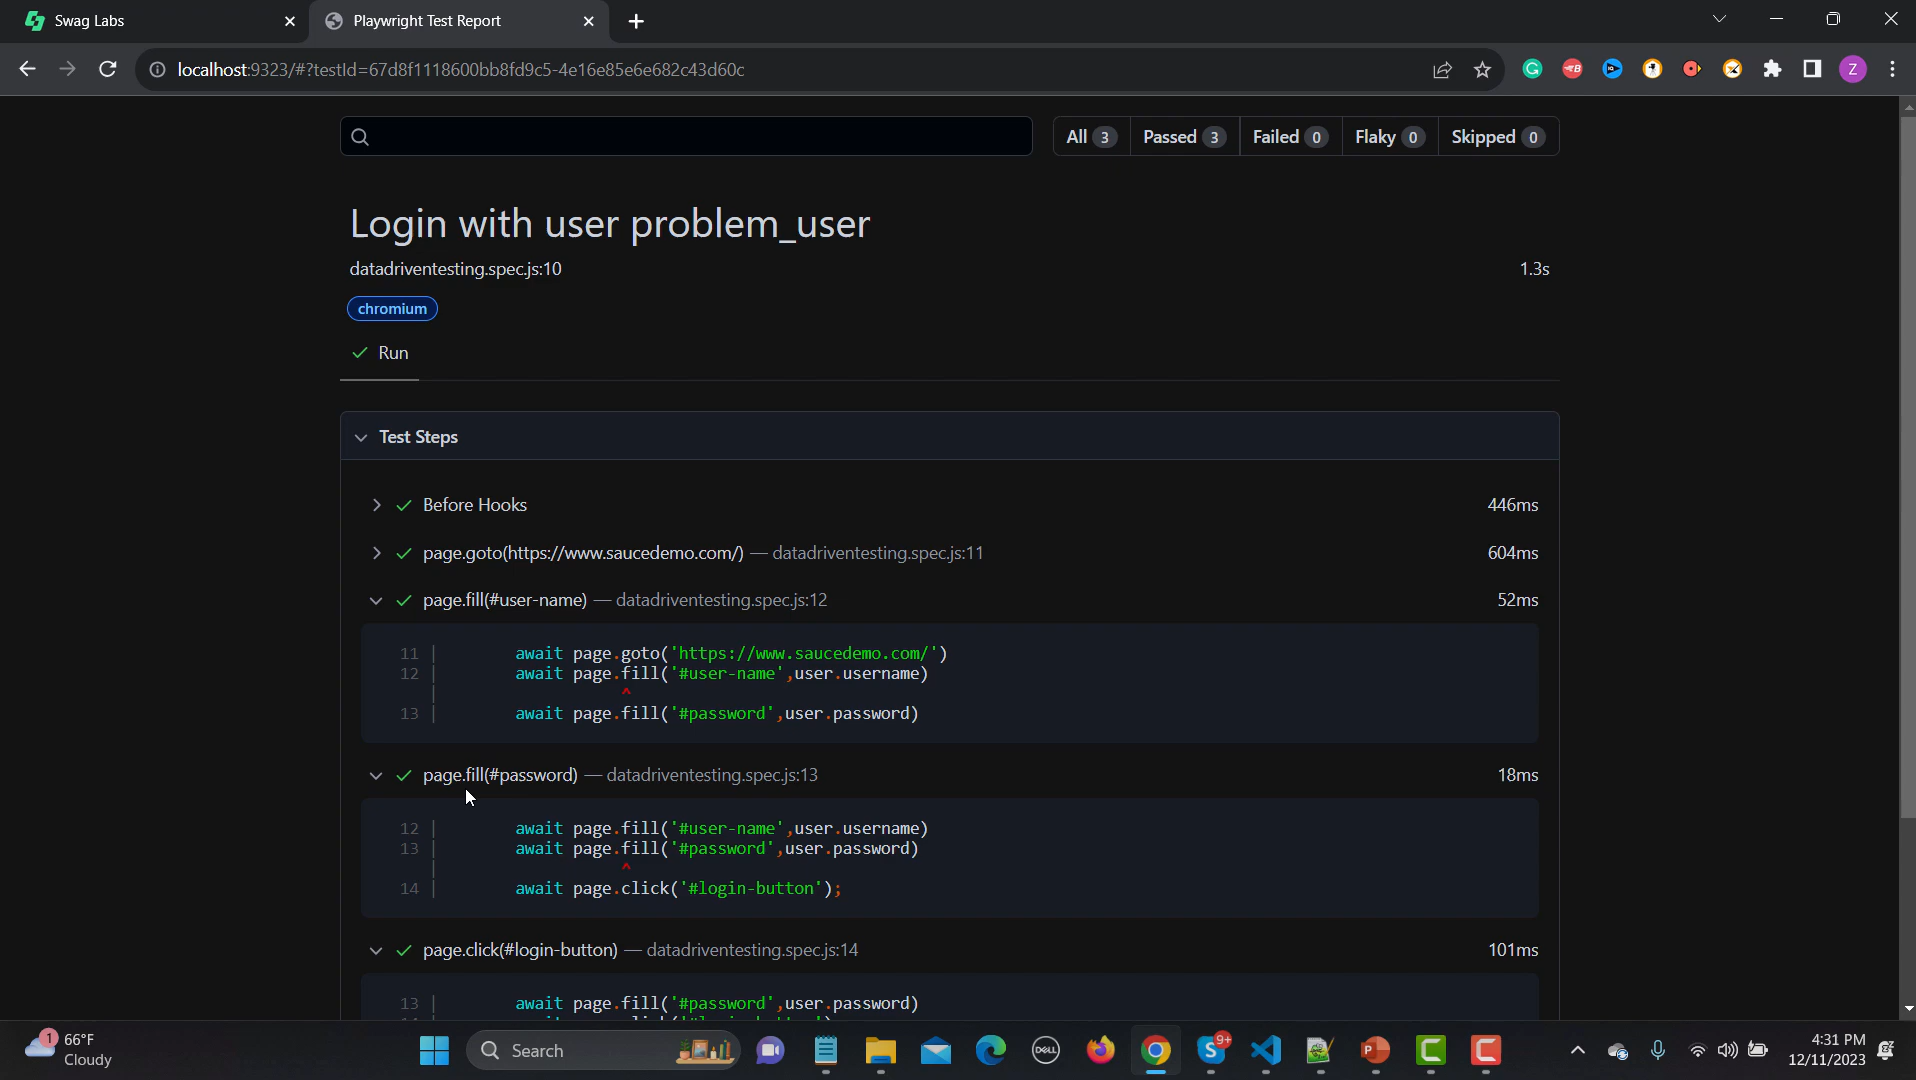 Swag Labs
Playwright Test Report
localhost:9323/#?testId=67d8f1118600bb8fd9c5-4e16e85e6e682c43d60c
Z
All 3 Passed 3 Failed 0 Flaky 0 Skipped 0
Login with user problem_user
datadriventesting.spec.js:10 1.3s
chromium
Run
Test Steps
Before Hooks 446ms
page.goto(https://www.saucedemo.com/) — datadriventesting.spec.js:11 604ms
page.fill(#user-name) — datadriventesting.spec.js:12 52ms
11 | await page.goto('https://www.saucedemo.com/')
12 | await page.fill('#user-name',user.username)
| ^
13 | await page.fill('#password',user.password)
page.fill(#password) — datadriventesting.spec.js:13 18ms
12 | await page.fill('#user-name',user.username)
13 | await page.fill('#password',user.password)
| ^
14 | await page.click('#login-button');
page.click(#login-button) — datadriventesting.spec.js:14 101ms
13 | await page.fill('#password',user.password)
1 66°F
Cloudy
Search
DELL
9+
4:31 PM
12/11/2023